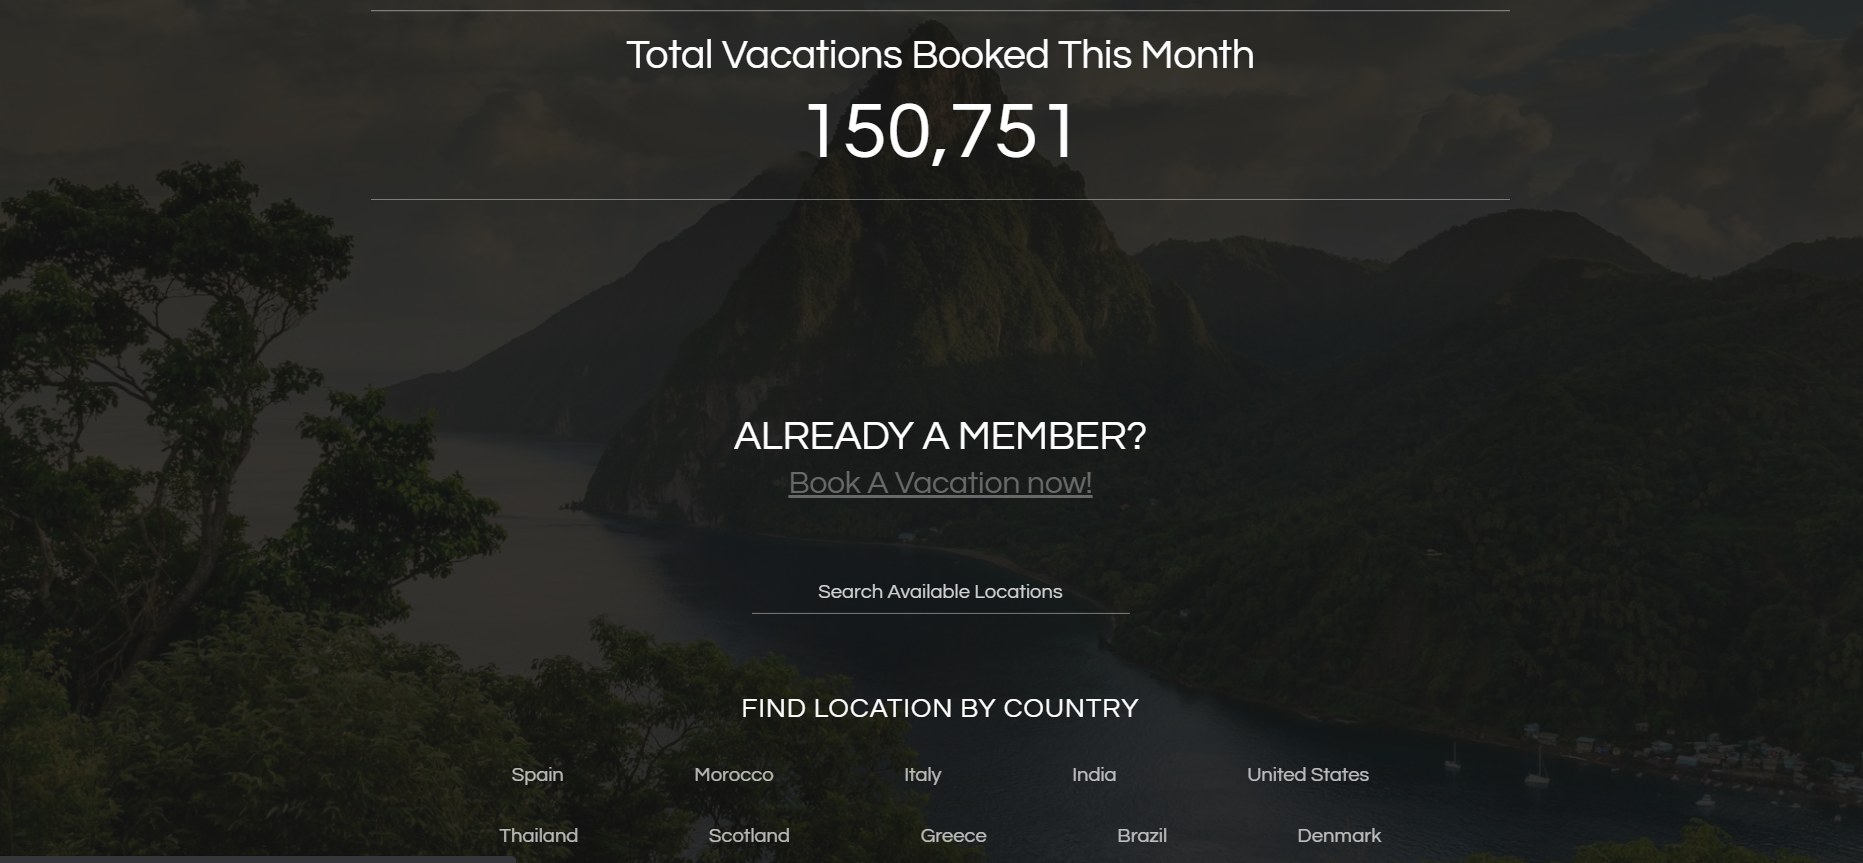 Total Vacations Booked This Month
150,751
ALREADY A MEMBER?
Book A Vacation now!
Search Available Locations
FIND LOCATION BY COUNTRY
Spain Morocco Italy India United States
Thailand Scotland Greece Brazil Denmark